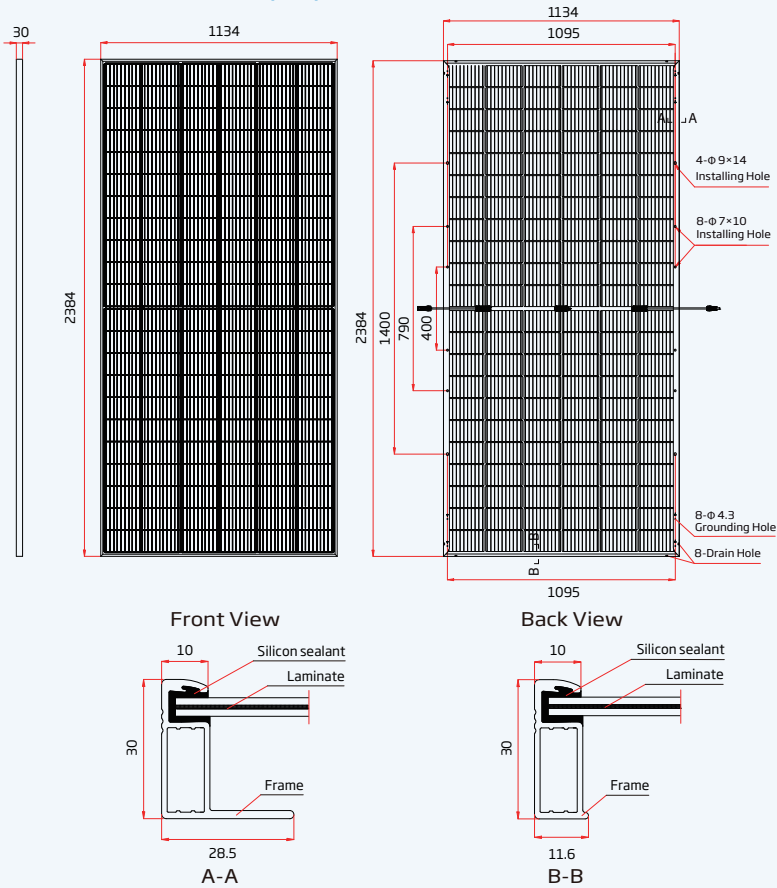 30
1134
2384
Front View
1134
1095
2384
1400
790
400
A
A
4-Φ 9×14
Installing Hole
8-Φ 7×10
Installing Hole
8-Φ 4.3
Grounding Hole
8-Drain Hole
B
B
1095
Back View
10
Silicon sealant
Laminate
30
Frame
28.5
A-A
10
Silicon sealant
Laminate
30
Frame
11.6
B-B